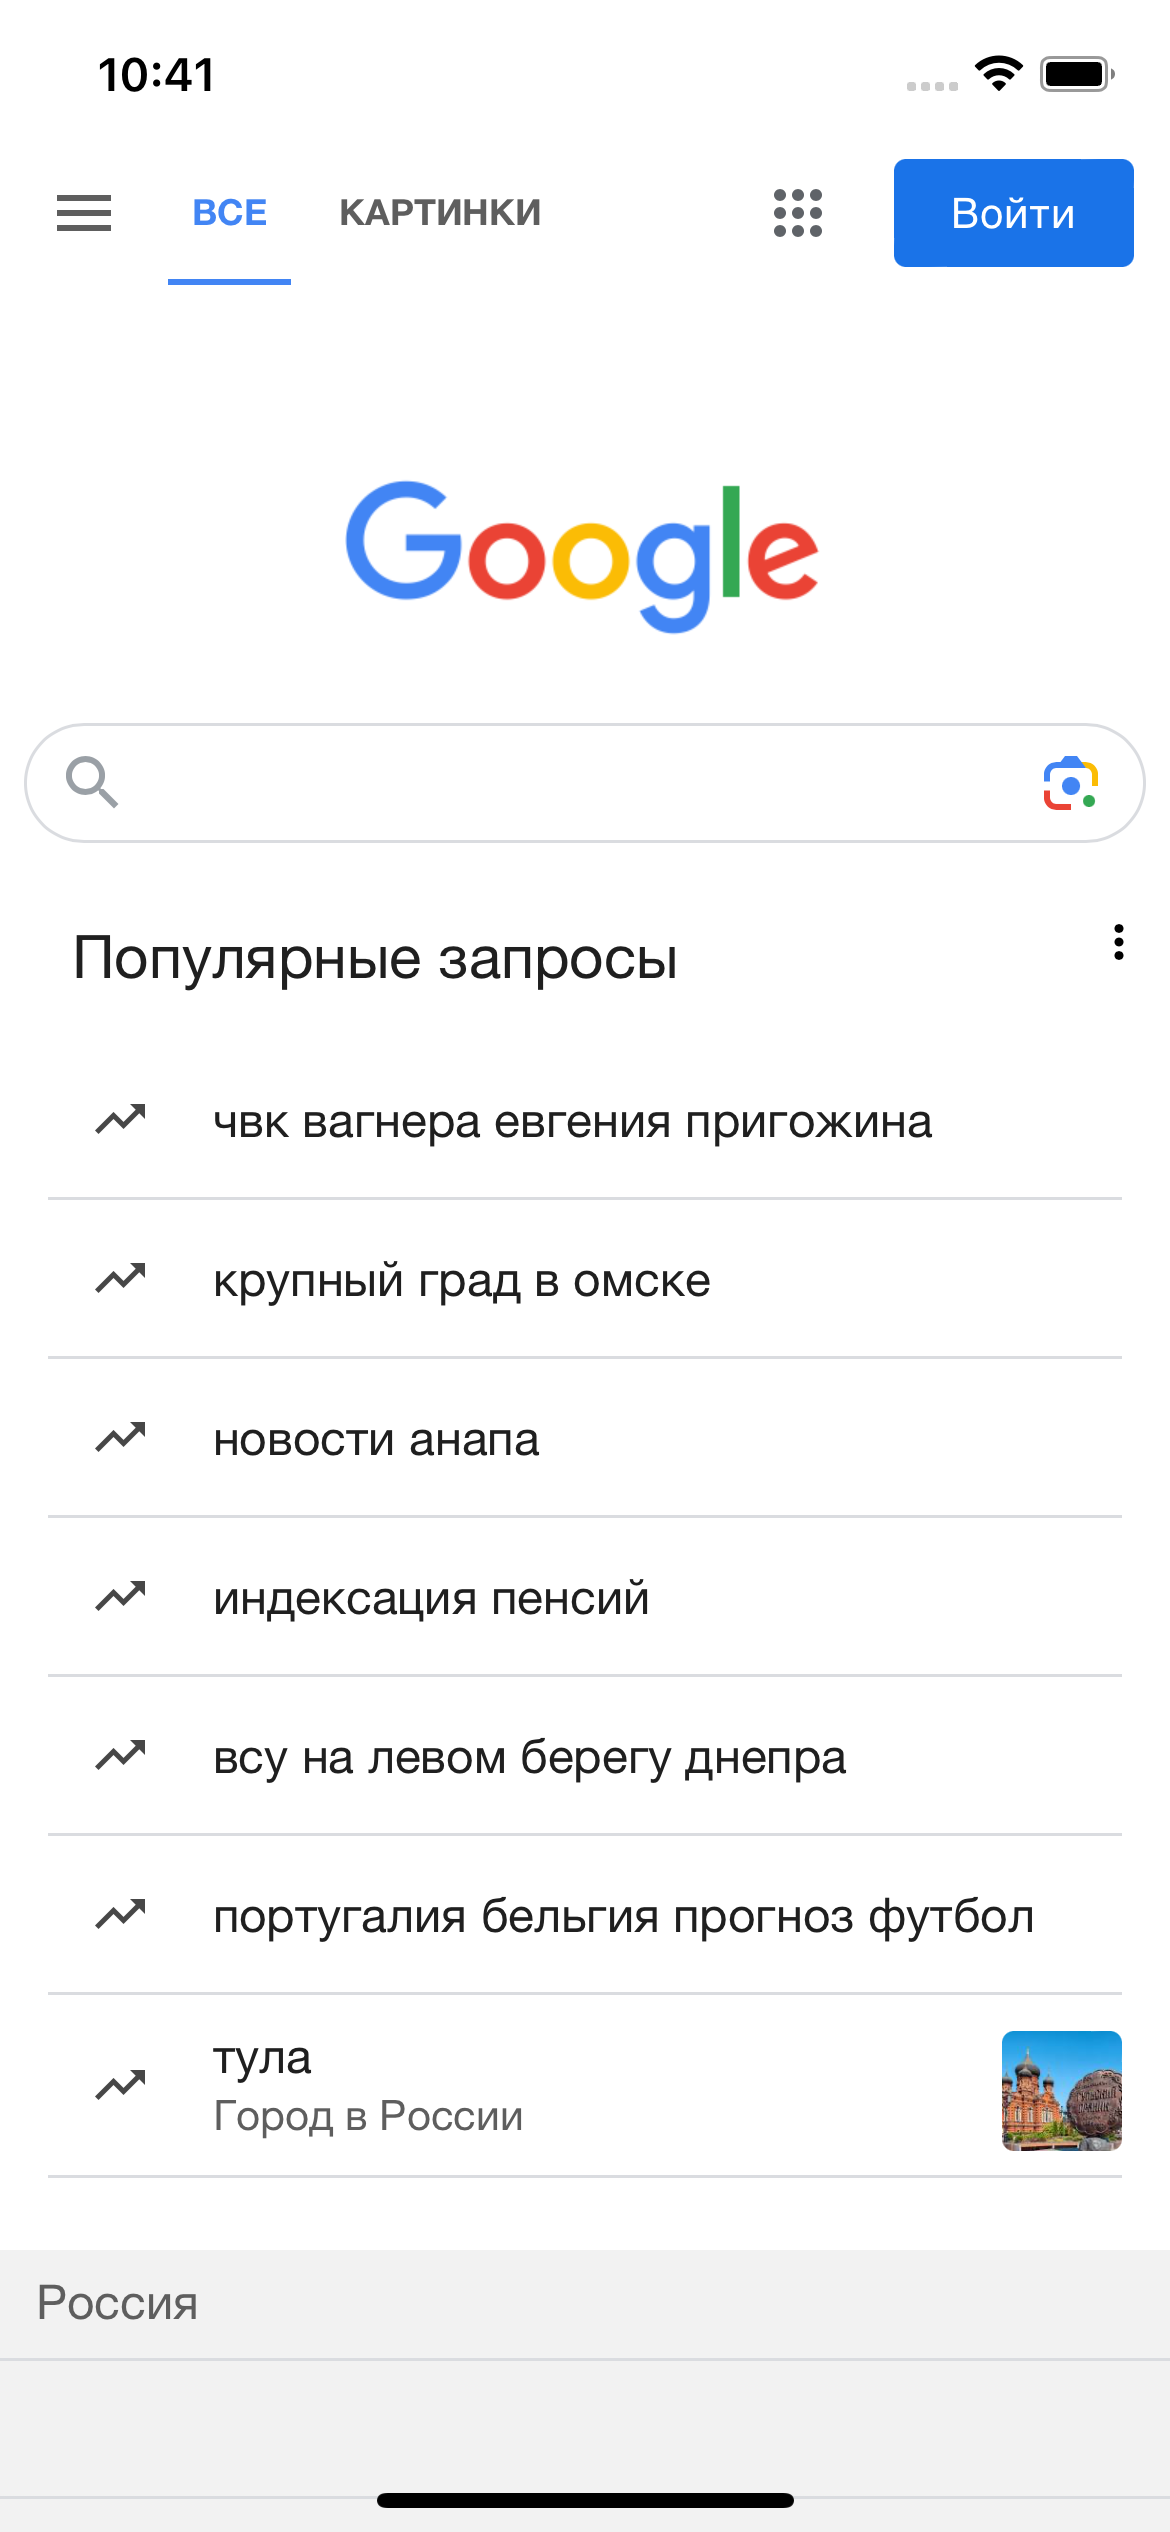 10:41
ВСЕ
КАРТИНКИ
Войти
Google
Популярные запросы
чвк вагнера евгения пригожина
крупный град в омске
новости анапа
индексация пенсий
всу на левом берегу днепра
португалия бельгия прогноз футбол
тула
Город в России
Россия